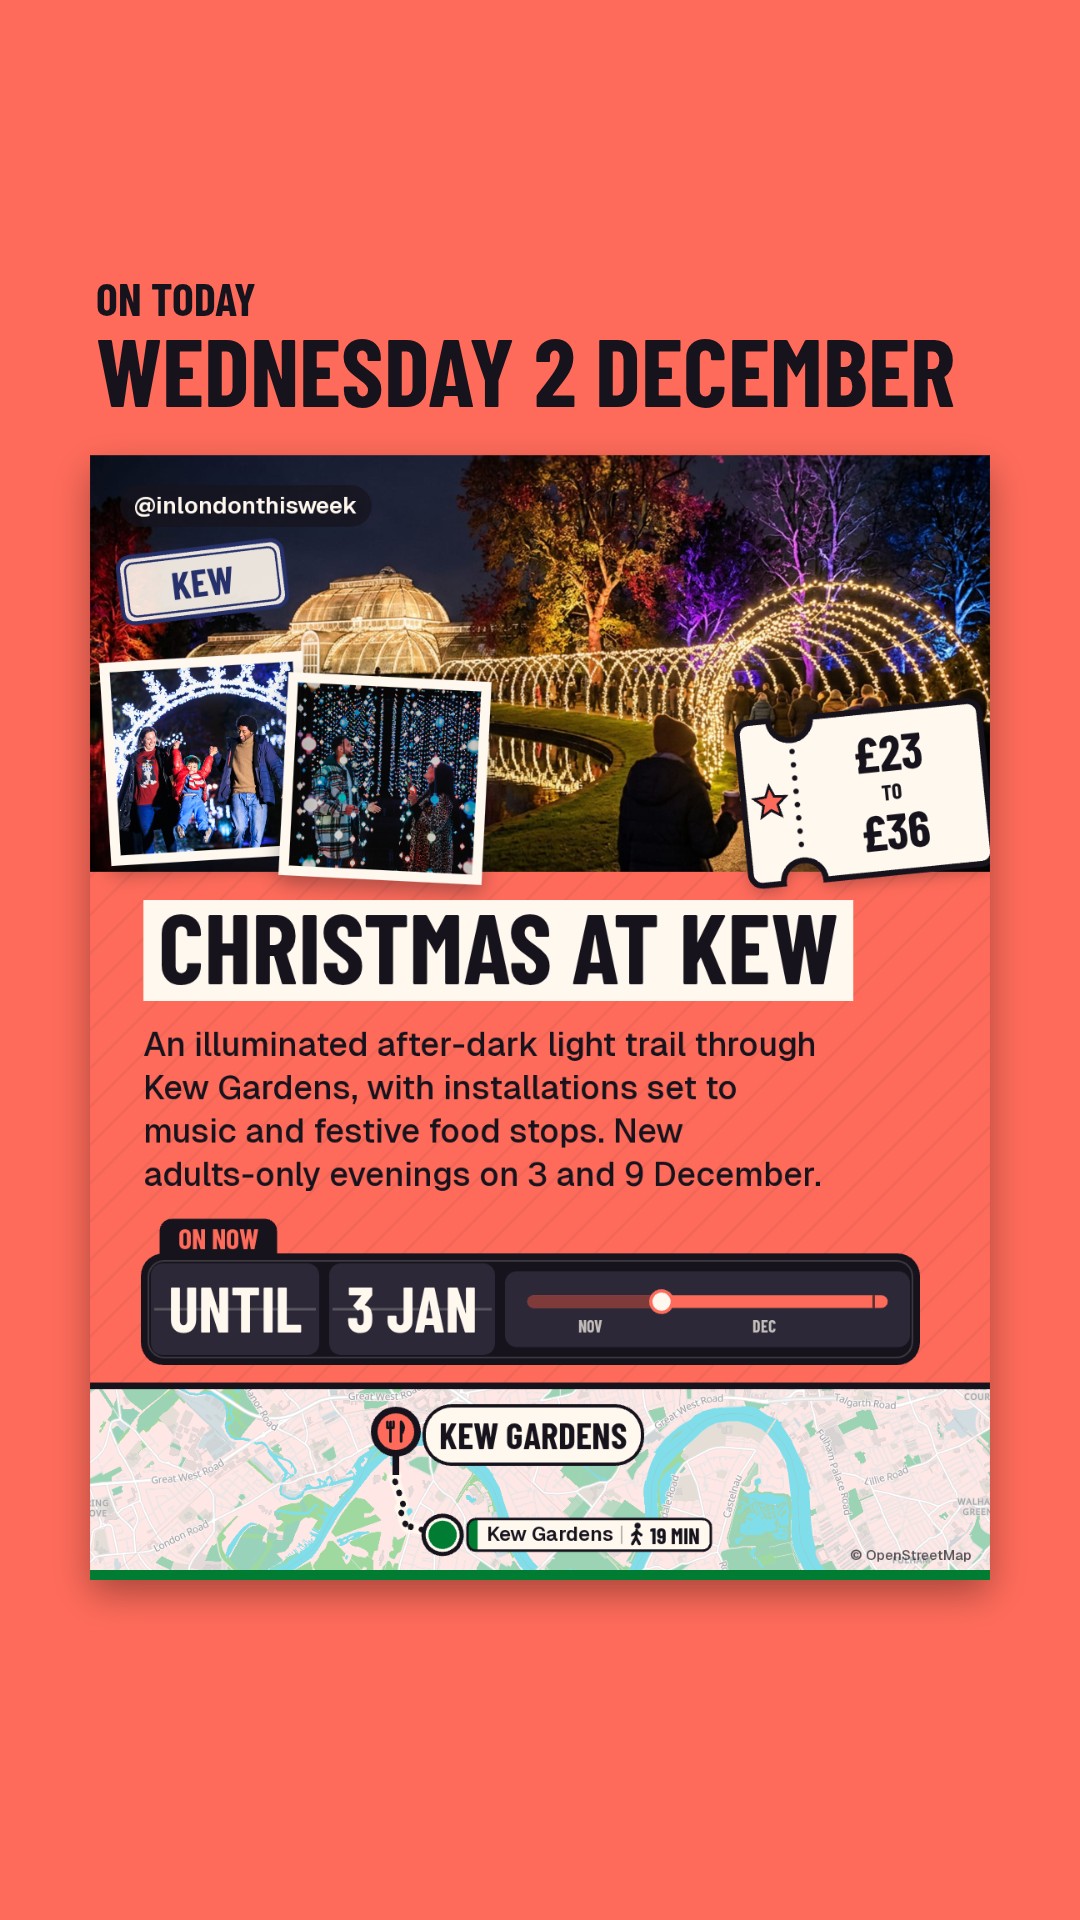 ON TODAY
WEDNESDAY 2 DECEMBER
@inlondonthisweek
KEW
£23
TO
£36
CHRISTMAS AT KEW
An illuminated after-dark light trail through
Kew Gardens, with installations set to
music and festive food stops. New
adults-only evenings on 3 and 9 December.
ON NOW
UNTIL 3 JAN
NOV DEC
Great West Road
Talgarth Road
KEW GARDENS
Great West Road
Fulham Palace Road
Lillie Road
Castelnau
London Road
Kew Gardens 19 MIN
© OpenStreetMap